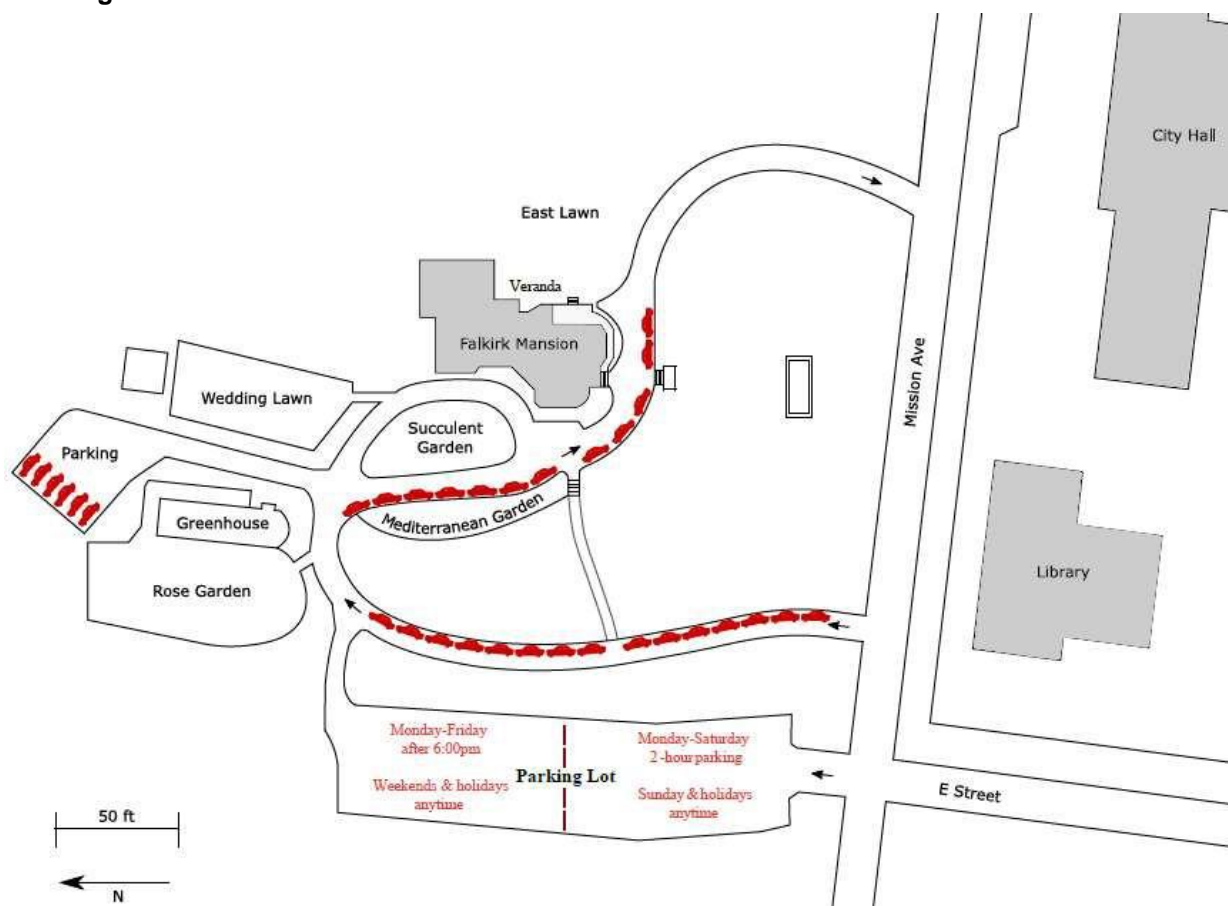 City Hall
East Lawn
Veranda
Falkirk Mansion
Mission Ave
Wedding Lawn
Succulent
Garden
Parking
Mediterranean Garden
Greenhouse
Rose Garden
Library
Monday-Friday
after 6:00pm
Weekends & holidays
anytime
Parking Lot
Monday-Saturday
2-hour parking
Sunday & holidays
anytime
E Street
50 ft
N